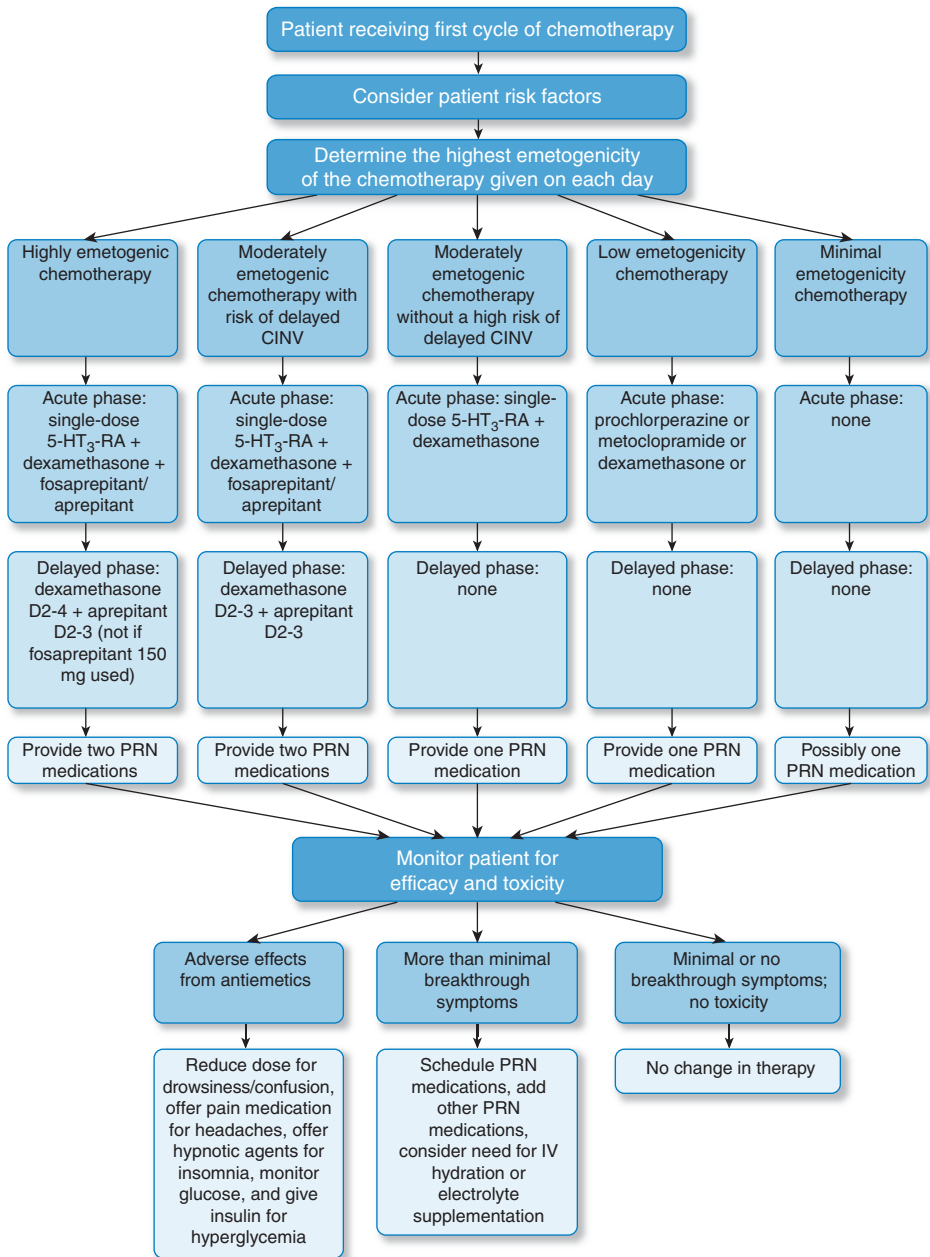 Patient receiving first cycle of chemotherapy
Consider patient risk factors
Determine the highest emetogenicity
of the chemotherapy given on each day
Highly emetogenic
chemotherapy
Moderately
emetogenic
chemotherapy with
risk of delayed
CINV
Moderately
emetogenic
chemotherapy
without a high risk of
delayed CINV
Low emetogenicity
chemotherapy
Minimal
emetogenicity
chemotherapy
Acute phase:
single-dose
5-HT₃-RA +
dexamethasone +
fosaprepitant/
aprepitant
Acute phase:
single-dose
5-HT₃-RA +
dexamethasone +
fosaprepitant/
aprepitant
Acute phase: single-
dose 5-HT₃-RA +
dexamethasone
Acute phase:
prochlorperazine or
metoclopramide or
dexamethasone or
Acute phase:
none
Delayed phase:
dexamethasone
D2-4 + aprepitant
D2-3 (not if
fosaprepitant 150
mg used)
Delayed phase:
dexamethasone
D2-3 + aprepitant
D2-3
Delayed phase:
none
Delayed phase:
none
Delayed phase:
none
Provide two PRN
medications
Provide two PRN
medications
Provide one PRN
medication
Provide one PRN
medication
Possibly one
PRN medication
Monitor patient for
efficacy and toxicity
Adverse effects
from antiemetics
More than minimal
breakthrough
symptoms
Minimal or no
breakthrough symptoms;
no toxicity
Reduce dose for
drowsiness/confusion,
offer pain medication
for headaches, offer
hypnotic agents for
insomnia, monitor
glucose, and give
insulin for
hyperglycemia
Schedule PRN
medications, add
other PRN
medications,
consider need for IV
hydration or
electrolyte
supplementation
No change in therapy